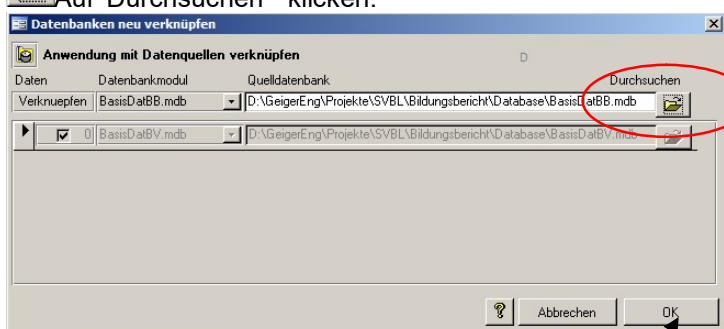 Auf Durchsuchen klicken:
Datenbanken neu verknüpfen
Anwendung mit Datenquellen verknüpfen D
Daten Datenbankmodul Quelldatenbank Durchsuchen
Verknuepfen BasisDatBB.mdb D:\GeigerEng\Projekte\SVBL\Bildungsbericht\Database\BasisDatBB.mdb
0 BasisDatBV.mdb D:\GeigerEng\Projekte\SVBL\Bildungsbericht\Database\BasisDatBV.mdb
? Abbrechen OK